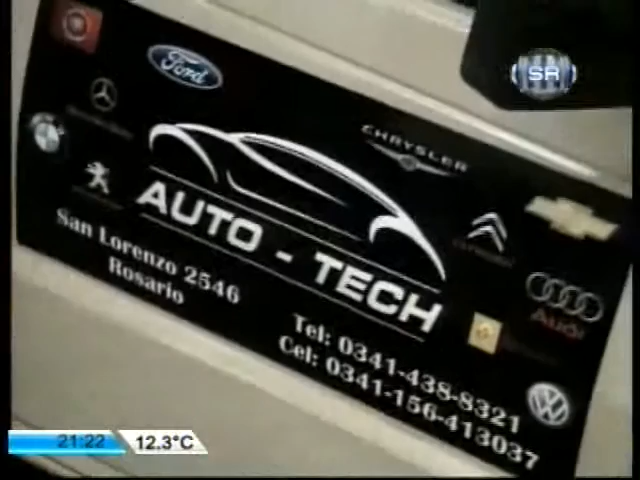 Ford
SR
CHRYSLER
AUTO - TECH
San Lorenzo 2546
Rosario
Audi
Tel: 0341-438-8321
Cel: 0341-156-413037
21:22
12.3°C